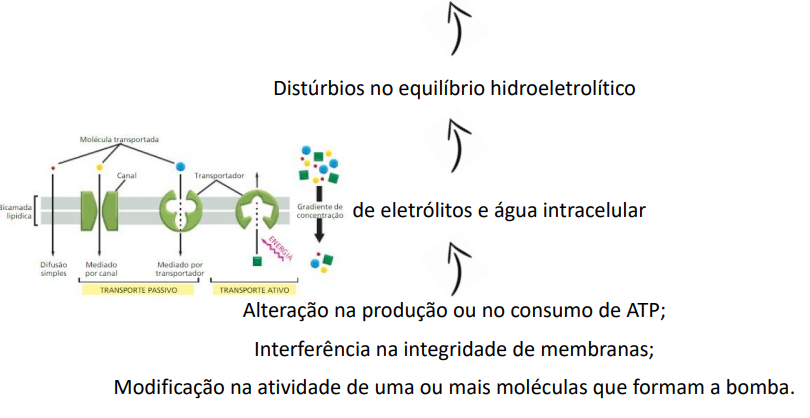 Distúrbios no equilíbrio hidroeletrolítico
Molécula transportada
Canal
Transportador
Bicamada
lipídica
Gradiente de
concentração
de eletrólitos e água intracelular
ENERGIA
Difusão
simples
Mediado
por canal
Mediado por
transportador
TRANSPORTE PASSIVO
TRANSPORTE ATIVO
Alteração na produção ou no consumo de ATP;
Interferência na integridade de membranas;
Modificação na atividade de uma ou mais moléculas que formam a bomba.